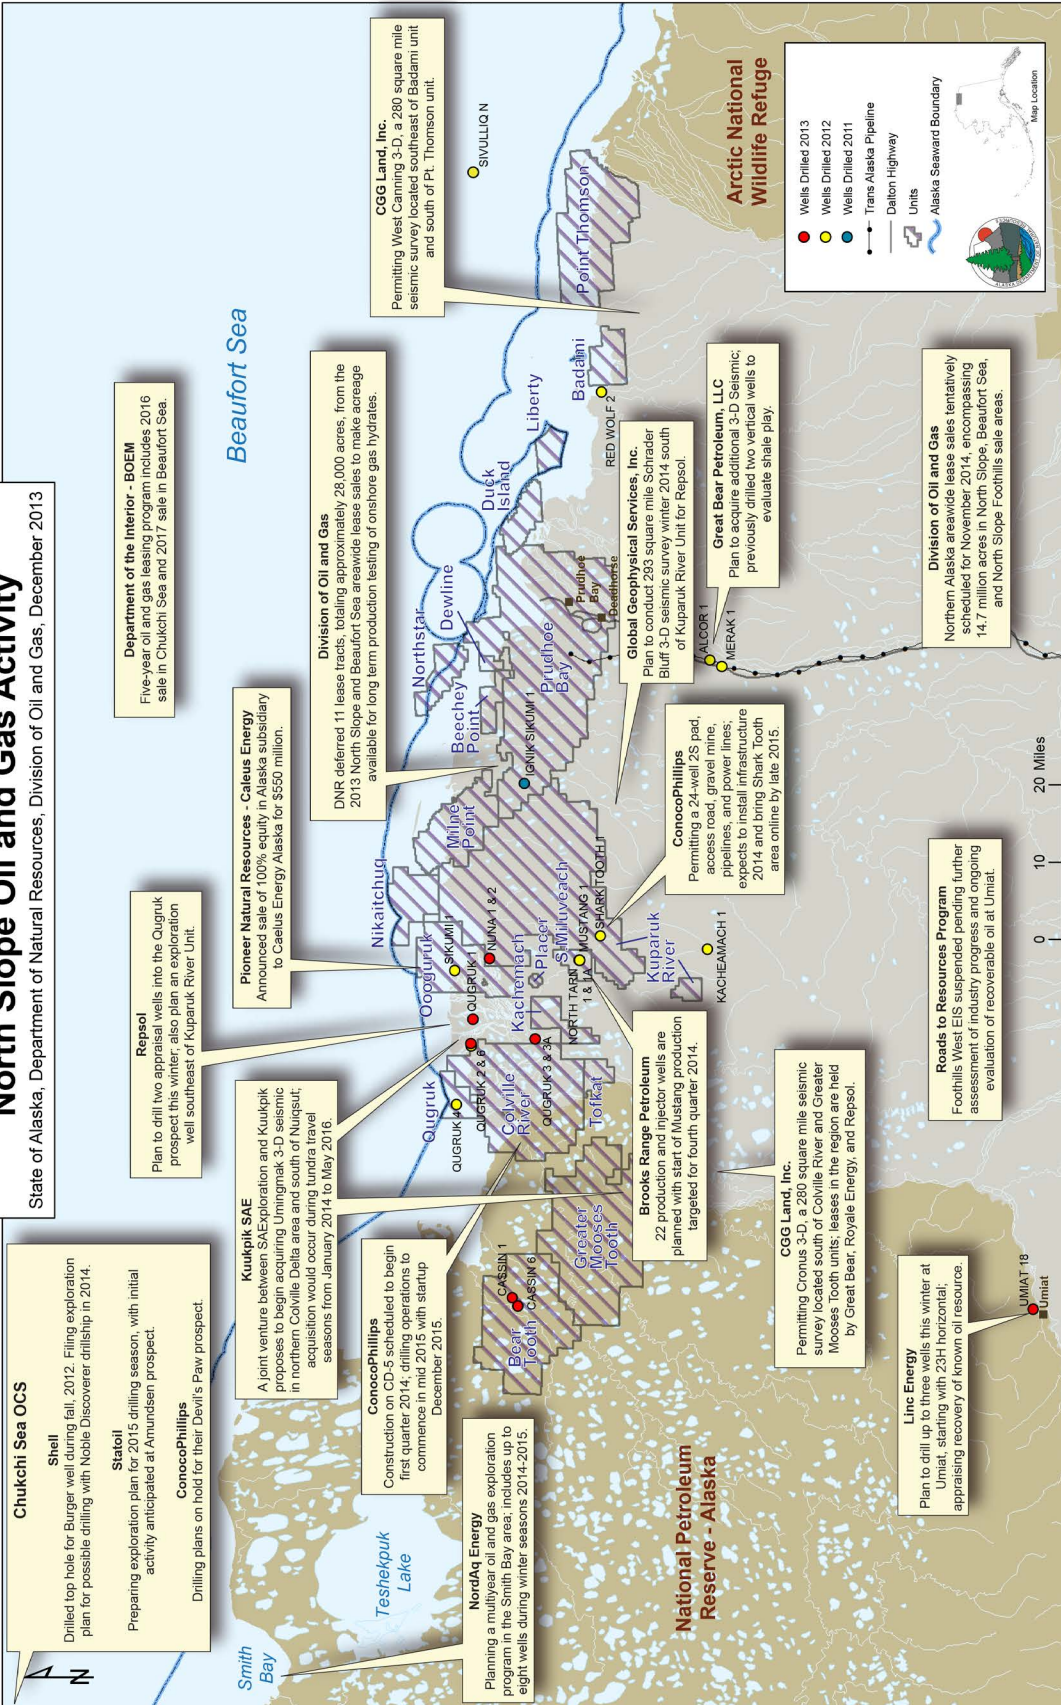 North Slope Oil and Gas Activity
State of Alaska, Department of Natural Resources, Division of Oil and Gas, December 2013
Chukchi Sea OCS
Shell
Drilled top hole for Burger well during fall, 2012. Filing exploration
plan for possible drilling with Noble Discoverer drillship in 2014.
Statoil
Preparing exploration plan for 2015 drilling season, with initial
activity anticipated at Amundsen prospect.
ConocoPhillips
Drilling plans on hold for their Devil's Paw prospect.
N
Repsol
Plan to drill two appraisal wells into the Qugruk
prospect this winter; also plan an exploration
well southeast of Kuparuk River Unit.
Pioneer Natural Resources - Caleus Energy
Announced sale of 100% equity in Alaska subsidiary
to Caelus Energy Alaska for $550 million.
Department of the Interior - BOEM
Five-year oil and gas leasing program includes 2016
sale in Chukchi Sea and 2017 sale in Beaufort Sea.
Beaufort Sea
Kuukpik SAE
A joint venture between SAExploration and Kuukpik
proposes to begin acquiring Umingmak 3-D seismic
in northern Colville Delta area and south of Nuiqsut;
acquisition would occur during tundra travel
seasons from January 2014 to May 2016.
Division of Oil and Gas
DNR deferred 11 lease tracts, totaling approximately 28,000 acres, from the
2013 North Slope and Beaufort Sea areawide lease sales to make acreage
available for long term production testing of onshore gas hydrates.
CGG Land, Inc.
Permitting West Canning 3-D, a 280 square mile
seismic survey located southeast of Badami unit
and south of Pt. Thomson unit.
SIVULLIQ N
ConocoPhillips
Construction on CD-5 scheduled to begin
first quarter 2014; drilling operations to
commence in mid 2015 with startup
December 2015.
Smith
Bay
Teshekpuk
Lake
NordAq Energy
Planning a multiyear oil and gas exploration
program in the Smith Bay area; includes up to
eight wells during winter seasons 2014-2015.
Nikaitchuq
Northstar
Dewline
Duck
Island
Liberty
Oooguruk
Milne
Point
Beechey
Point
Qugruk
QUGRUK 4
SIKUMI 1
QUGRUK 1
QUGRUK 2 & 6
NUNA 1 & 2
Colville
River
Kachemach
Placer
QUGRUK 3 & 3A
IGNIK SIKUMI 1
Prudhoe
Bay
Prudhoe
Bay
Deadhorse
Badami
RED WOLF 2
Point Thomson
CASSIN 1
CASSIN 6
Bear
Tooth
Greater
Mooses
Tooth
Tofkat
NORTH TARN
1 & 1A
S.Miluveach
MUSTANG 1
SHARK TOOTH 1
Kuparuk
River
KACHEAMACH 1
Arctic National
Wildlife Refuge
Global Geophysical Services, Inc.
Plan to conduct 293 square mile Schrader
Bluff 3-D seismic survey winter 2014 south
of Kuparuk River Unit for Repsol.
Brooks Range Petroleum
22 production and injector wells are
planned with start of Mustang production
targeted for fourth quarter 2014.
ConocoPhillips
Permitting a 24-well 2S pad,
access road, gravel mine,
pipelines, and power lines;
expects to install infrastructure
2014 and bring Shark Tooth
area online by late 2015.
ALCOR 1
MERAK 1
Great Bear Petroleum, LLC
Plan to acquire additional 3-D Seismic;
previously drilled two vertical wells to
evaluate shale play.
National Petroleum
Reserve - Alaska
CGG Land, Inc.
Permitting Cronus 3-D, a 280 square mile seismic
survey located south of Colville River and Greater
Mooses Tooth units; leases in the region are held
by Great Bear, Royale Energy, and Repsol.
Linc Energy
Plan to drill up to three wells this winter at
Umiat, starting with 23H horizontal;
appraising recovery of known oil resource.
UMIAT 18
Umiat
Roads to Resources Program
Foothills West EIS suspended pending further
assessment of industry progress and ongoing
evaluation of recoverable oil at Umiat.
Division of Oil and Gas
Northern Alaska areawide lease sales tentatively
scheduled for November 2014, encompassing
14.7 million acres in North Slope, Beaufort Sea,
and North Slope Foothills sale areas.
0 10 20 Miles
Wells Drilled 2013
Wells Drilled 2012
Wells Drilled 2011
Trans Alaska Pipeline
Dalton Highway
Units
Alaska Seaward Boundary
Map Location